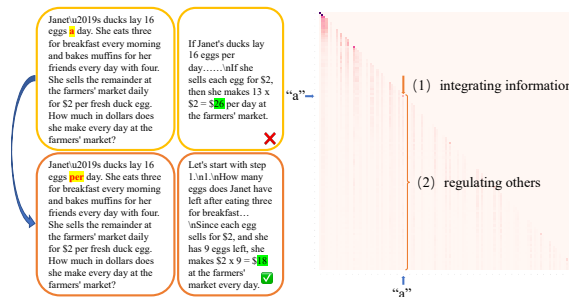 Janet\u2019s ducks lay 16
eggs a day. She eats three
for breakfast every morning
and bakes muffins for her
friends every day with four.
She sells the remainder at
the farmers' market daily
for $2 per fresh duck egg.
How much in dollars does
she make every day at the
farmers' market?
If Janet's ducks lay
16 eggs per
day……\nIf she
sells each egg for $2,
then she makes 13 x
$2 = $26 per day at
the farmers' market.
Janet\u2019s ducks lay 16
eggs per day. She eats three
for breakfast every morning
and bakes muffins for her
friends every day with four.
She sells the remainder at
the farmers' market daily
for $2 per fresh duck egg.
How much in dollars does
she make every day at the
farmers' market?
Let's start with step
1.\n1.\nHow many
eggs does Janet have
left after eating three
for breakfast…
\nSince each egg
sells for $2, and she
has 9 eggs left, she
makes $2 x 9 = $18
at the farmers'
market every day.
“a”
(1) integrating information
(2) regulating others
“a”